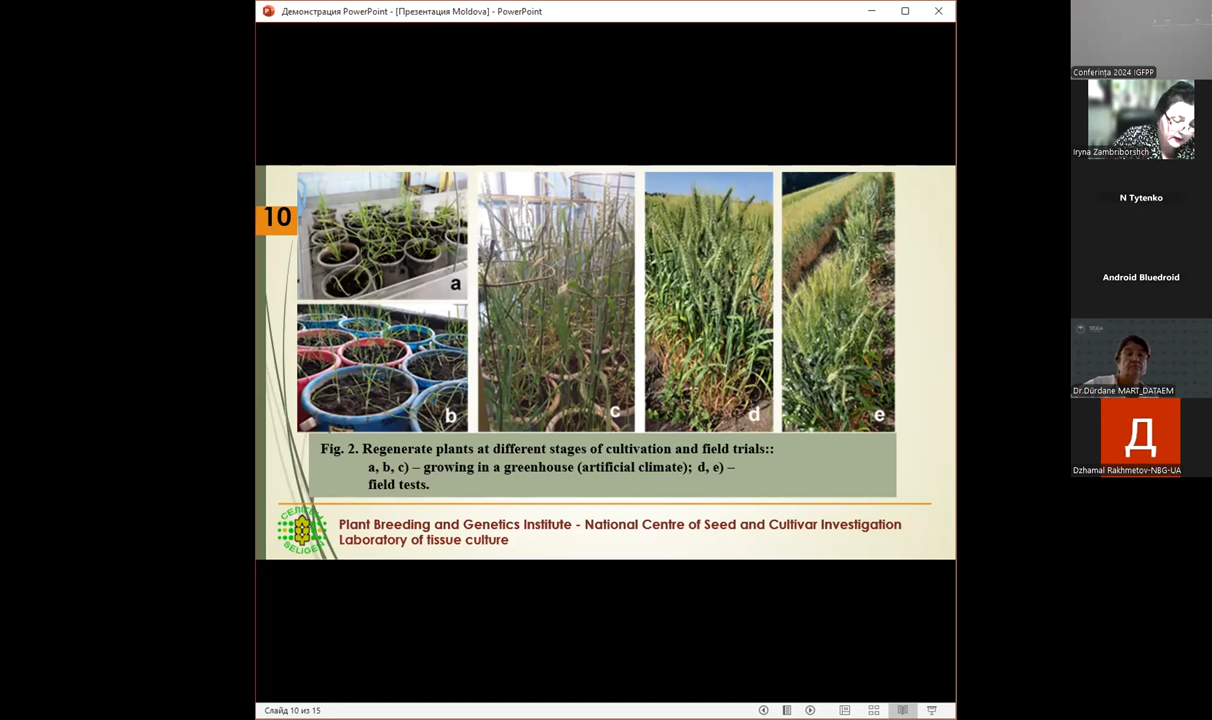 Демонстрация PowerPoint - [Презентация Moldova] - PowerPoint
10
a
b
c
d
e
Fig. 2. Regenerate plants at different stages of cultivation and field trials::
a, b, c) – growing in a greenhouse (artificial climate); d, e) –
field tests.
SELIGEN
Plant Breeding and Genetics Institute - National Centre of Seed and Cultivar Investigation
Laboratory of tissue culture
Слайд 10 из 15
Conferința 2024 IGFPP
Iryna Zambriborshch
N Tytenko
Android Bluedroid
Dr.Dürdane MART_DATAEM
Д
Dzhamal Rakhmetov-NBG-UA